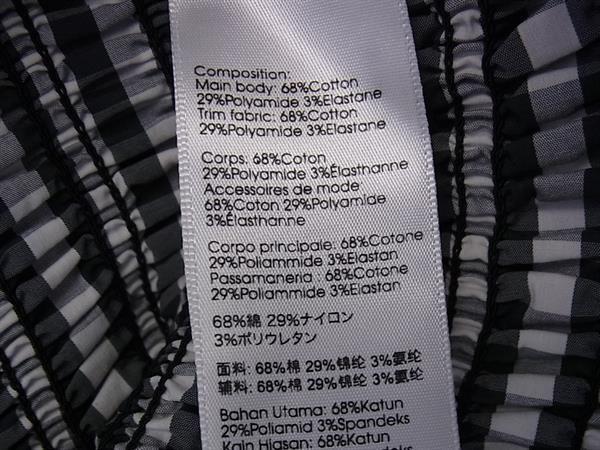 Composition:
Main body: 68%Cotton
29%Polyamide 3%Elastane
Trim fabric: 68%Cotton
29%Polyamide 3%Elastane
Corps: 68%Coton
29%Polyamide 3%Élasthanne
Accessoires de mode:
68%Coton 29%Polyamide
3%Élasthanne
Corpo principale: 68%Cotone
29%Poliammide 3%Elastan
Passamaneria : 68%Cotone
29%Poliammide 3%Elastan
68%綿 29%ナイロン
3%ポリウレタン
面料: 68%棉 29%锦纶 3%氨纶
辅料: 68%棉 29%锦纶 3%氨纶
Bahan Utama: 68%Katun
29%Poliamid 3%Spandeks
Kain Hiasan: 68%Katun